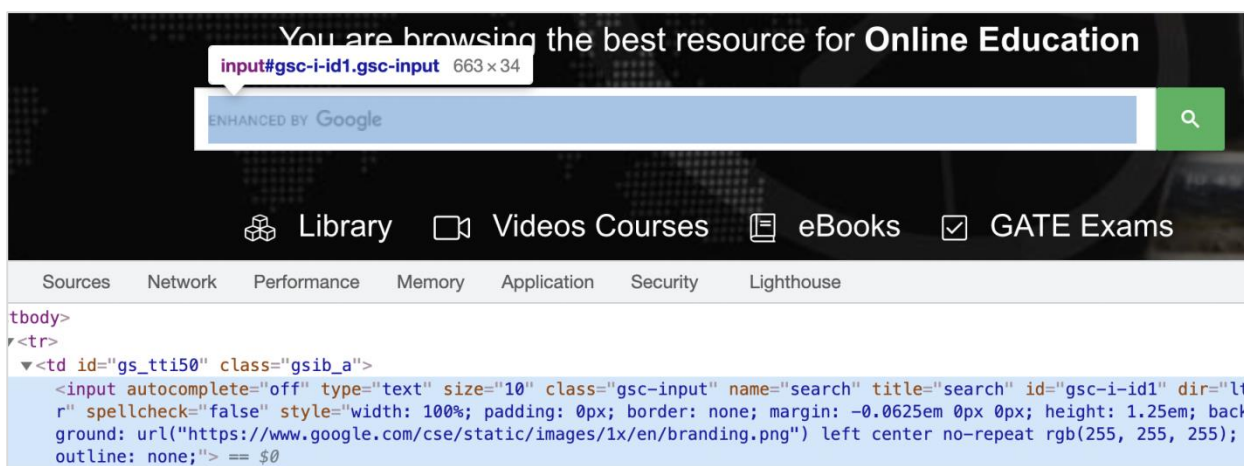 You are browsing the best resource for Online Education
input#gsc-i-id1.gsc-input 663 × 34
ENHANCED BY Google
Library Videos Courses eBooks GATE Exams
Sources Network Performance Memory Application Security Lighthouse
tbody>
▼<tr>
▼<td id="gs_tti50" class="gsib_a">
<input autocomplete="off" type="text" size="10" class="gsc-input" name="search" title="search" id="gsc-i-id1" dir="lt
r" spellcheck="false" style="width: 100%; padding: 0px; border: none; margin: -0.0625em 0px 0px; height: 1.25em; back
ground: url("https://www.google.com/cse/static/images/1x/en/branding.png") left center no-repeat rgb(255, 255, 255);
outline: none;"> == $0